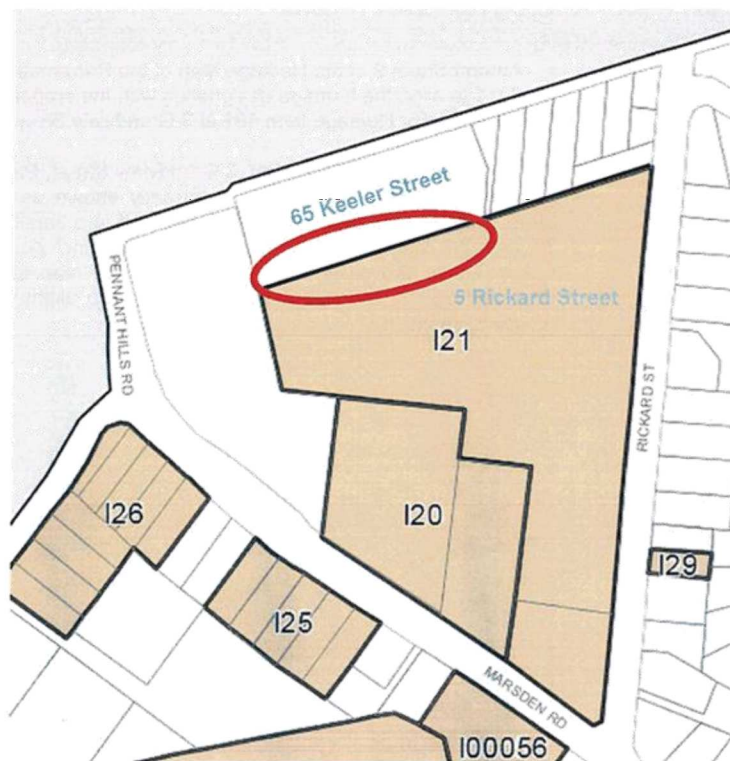 65 Keeler Street
5 Rickard Street
PENNANT HILLS RD
I21
RICKARD ST
I26
I20
I29
I25
MARSDEN RD
I00056